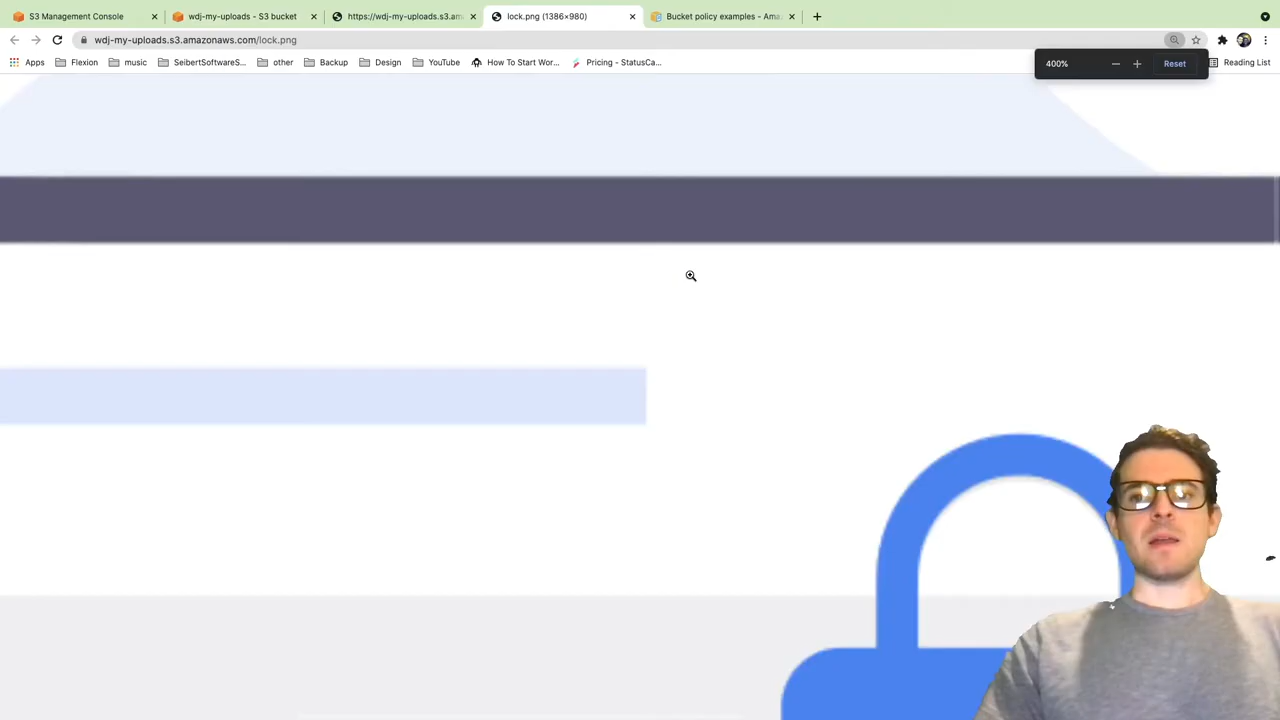 S3 Management Console
wdj-my-uploads - S3 bucket
https://wdj-my-uploads.s3.ama
lock.png (1386×980)
Bucket policy examples - Ama
wdj-my-uploads.s3.amazonaws.com/lock.png
Apps
Flexion
music
SeibertSoftwareS...
other
Backup
Design
YouTube
How To Start Wor...
Pricing - StatusCa...
Reading List
400%
Reset